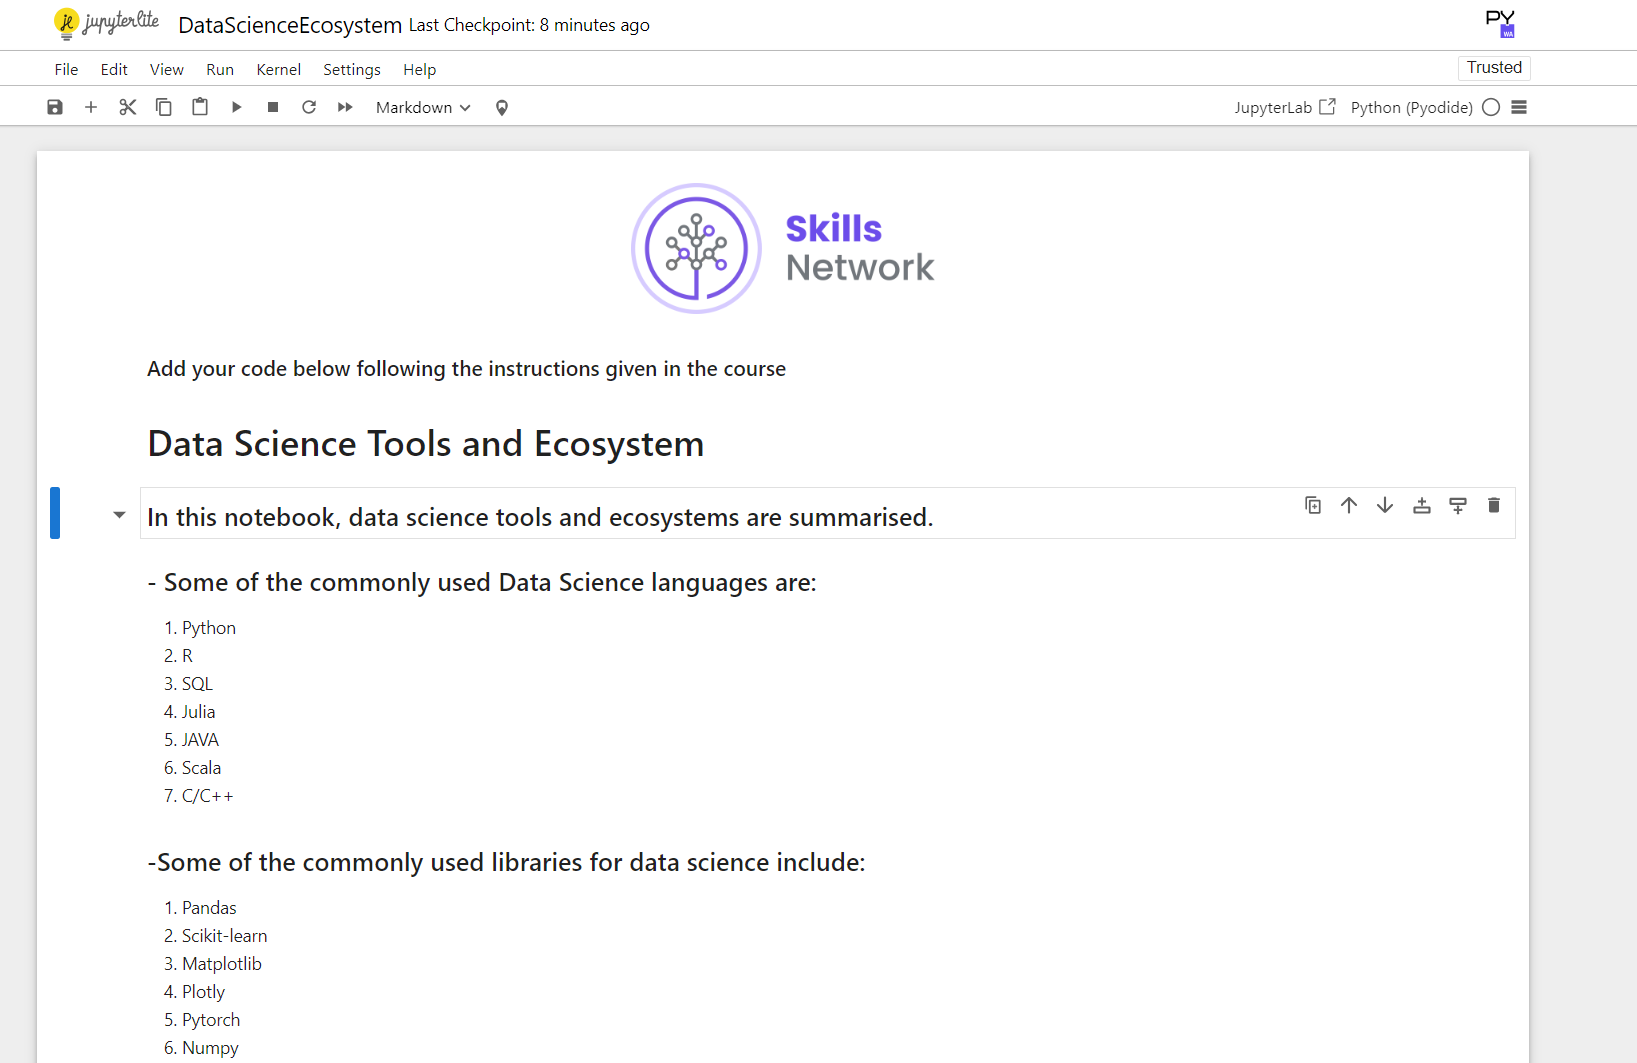 jupyterlite DataScienceEcosystem Last Checkpoint: 8 minutes ago
PY
WA
File Edit View Run Kernel Settings Help
Trusted
Markdown
JupyterLab Python (Pyodide)
Skills
Network
Add your code below following the instructions given in the course
Data Science Tools and Ecosystem
In this notebook, data science tools and ecosystems are summarised.
- Some of the commonly used Data Science languages are:
1. Python
2. R
3. SQL
4. Julia
5. JAVA
6. Scala
7. C/C++
-Some of the commonly used libraries for data science include:
1. Pandas
2. Scikit-learn
3. Matplotlib
4. Plotly
5. Pytorch
6. Numpy